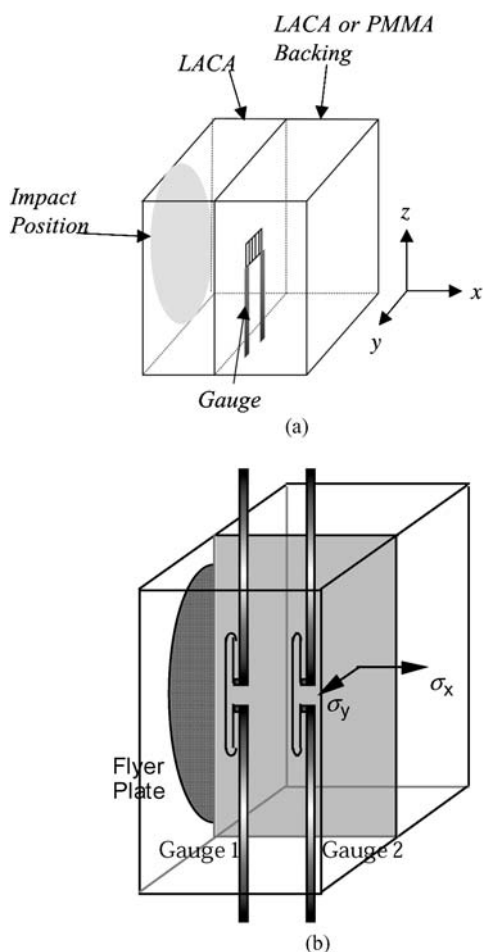 LACA or PMMA
Backing
LACA
Impact
Position
z
x
y
Gauge
(a)
σx
σy
Flyer
Plate
Gauge 1
Gauge 2
(b)